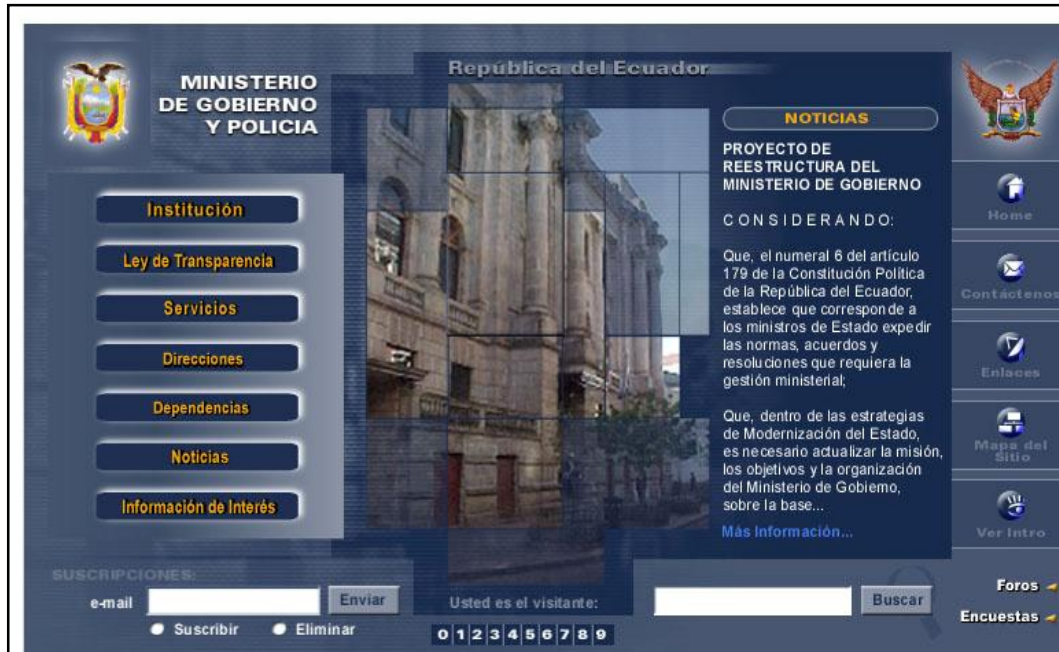 República del Ecuador
MINISTERIO
DE GOBIERNO
Y POLICIA
Institución
Ley de Transparencia
Servicios
Direcciones
Dependencias
Noticias
Información de Interés
NOTICIAS
PROYECTO DE
REESTRUCTURA DEL
MINISTERIO DE GOBIERNO
CONSIDERANDO:
Que, el numeral 6 del artículo
179 de la Constitución Política
de la República del Ecuador,
establece que corresponde a
los ministros de Estado expedir
las normas, acuerdos y
resoluciones que requiera la
gestión ministerial;
Que, dentro de las estrategias
de Modernización del Estado,
es necesario actualizar la misión,
los objetivos y la organización
del Ministerio de Gobierno,
sobre la base...
Más Información...
Home
Contáctenos
Enlaces
Mapa del
Sitio
Ver Intro
Foros
Encuestas
SUSCRIPCIONES:
e-mail
Enviar
Suscribir Eliminar
Usted es el visitante:
0123456789
Buscar